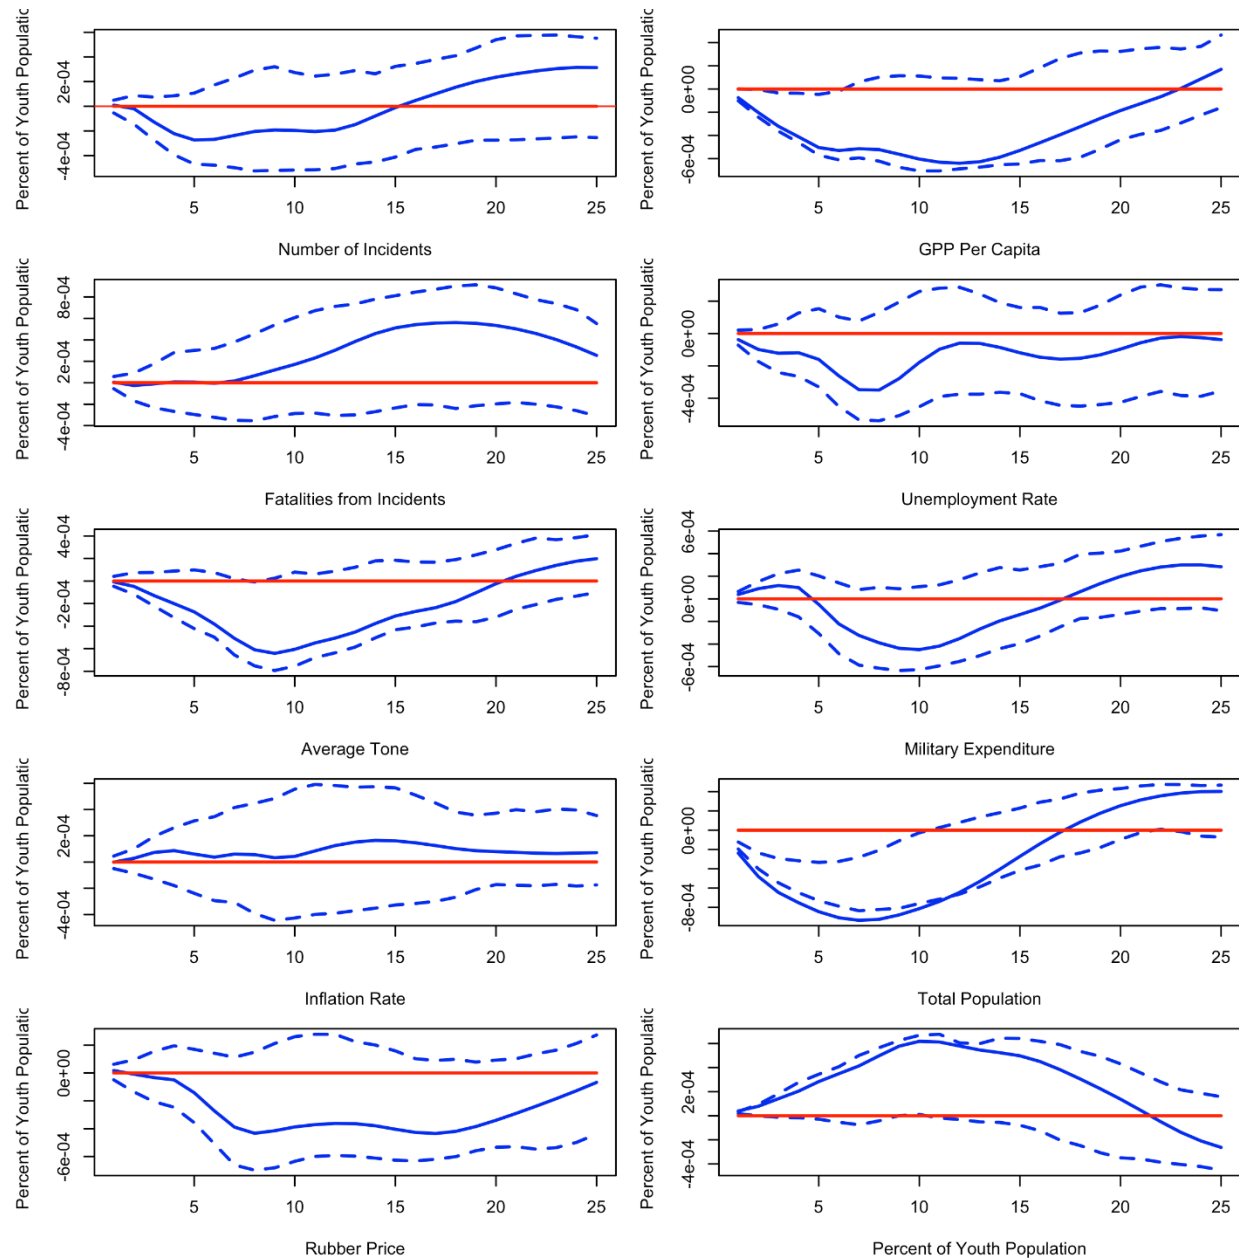 Percent of Youth Populatic
2e-04
-4e-04
5 10 15 20 25
Number of Incidents
Percent of Youth Populatic
0e+00
-6e-04
5 10 15 20 25
GPP Per Capita
Percent of Youth Populatic
8e-04
2e-04
-4e-04
5 10 15 20 25
Fatalities from Incidents
Percent of Youth Populatic
0e+00
-4e-04
5 10 15 20 25
Unemployment Rate
Percent of Youth Populatic
4e-04
-2e-04
-8e-04
5 10 15 20 25
Average Tone
Percent of Youth Populatic
6e-04
0e+00
-6e-04
5 10 15 20 25
Military Expenditure
Percent of Youth Populatic
2e-04
-4e-04
5 10 15 20 25
Inflation Rate
Percent of Youth Populatic
0e+00
-8e-04
5 10 15 20 25
Total Population
Percent of Youth Populatic
0e+00
-6e-04
5 10 15 20 25
Rubber Price
Percent of Youth Populatic
2e-04
-4e-04
5 10 15 20 25
Percent of Youth Population